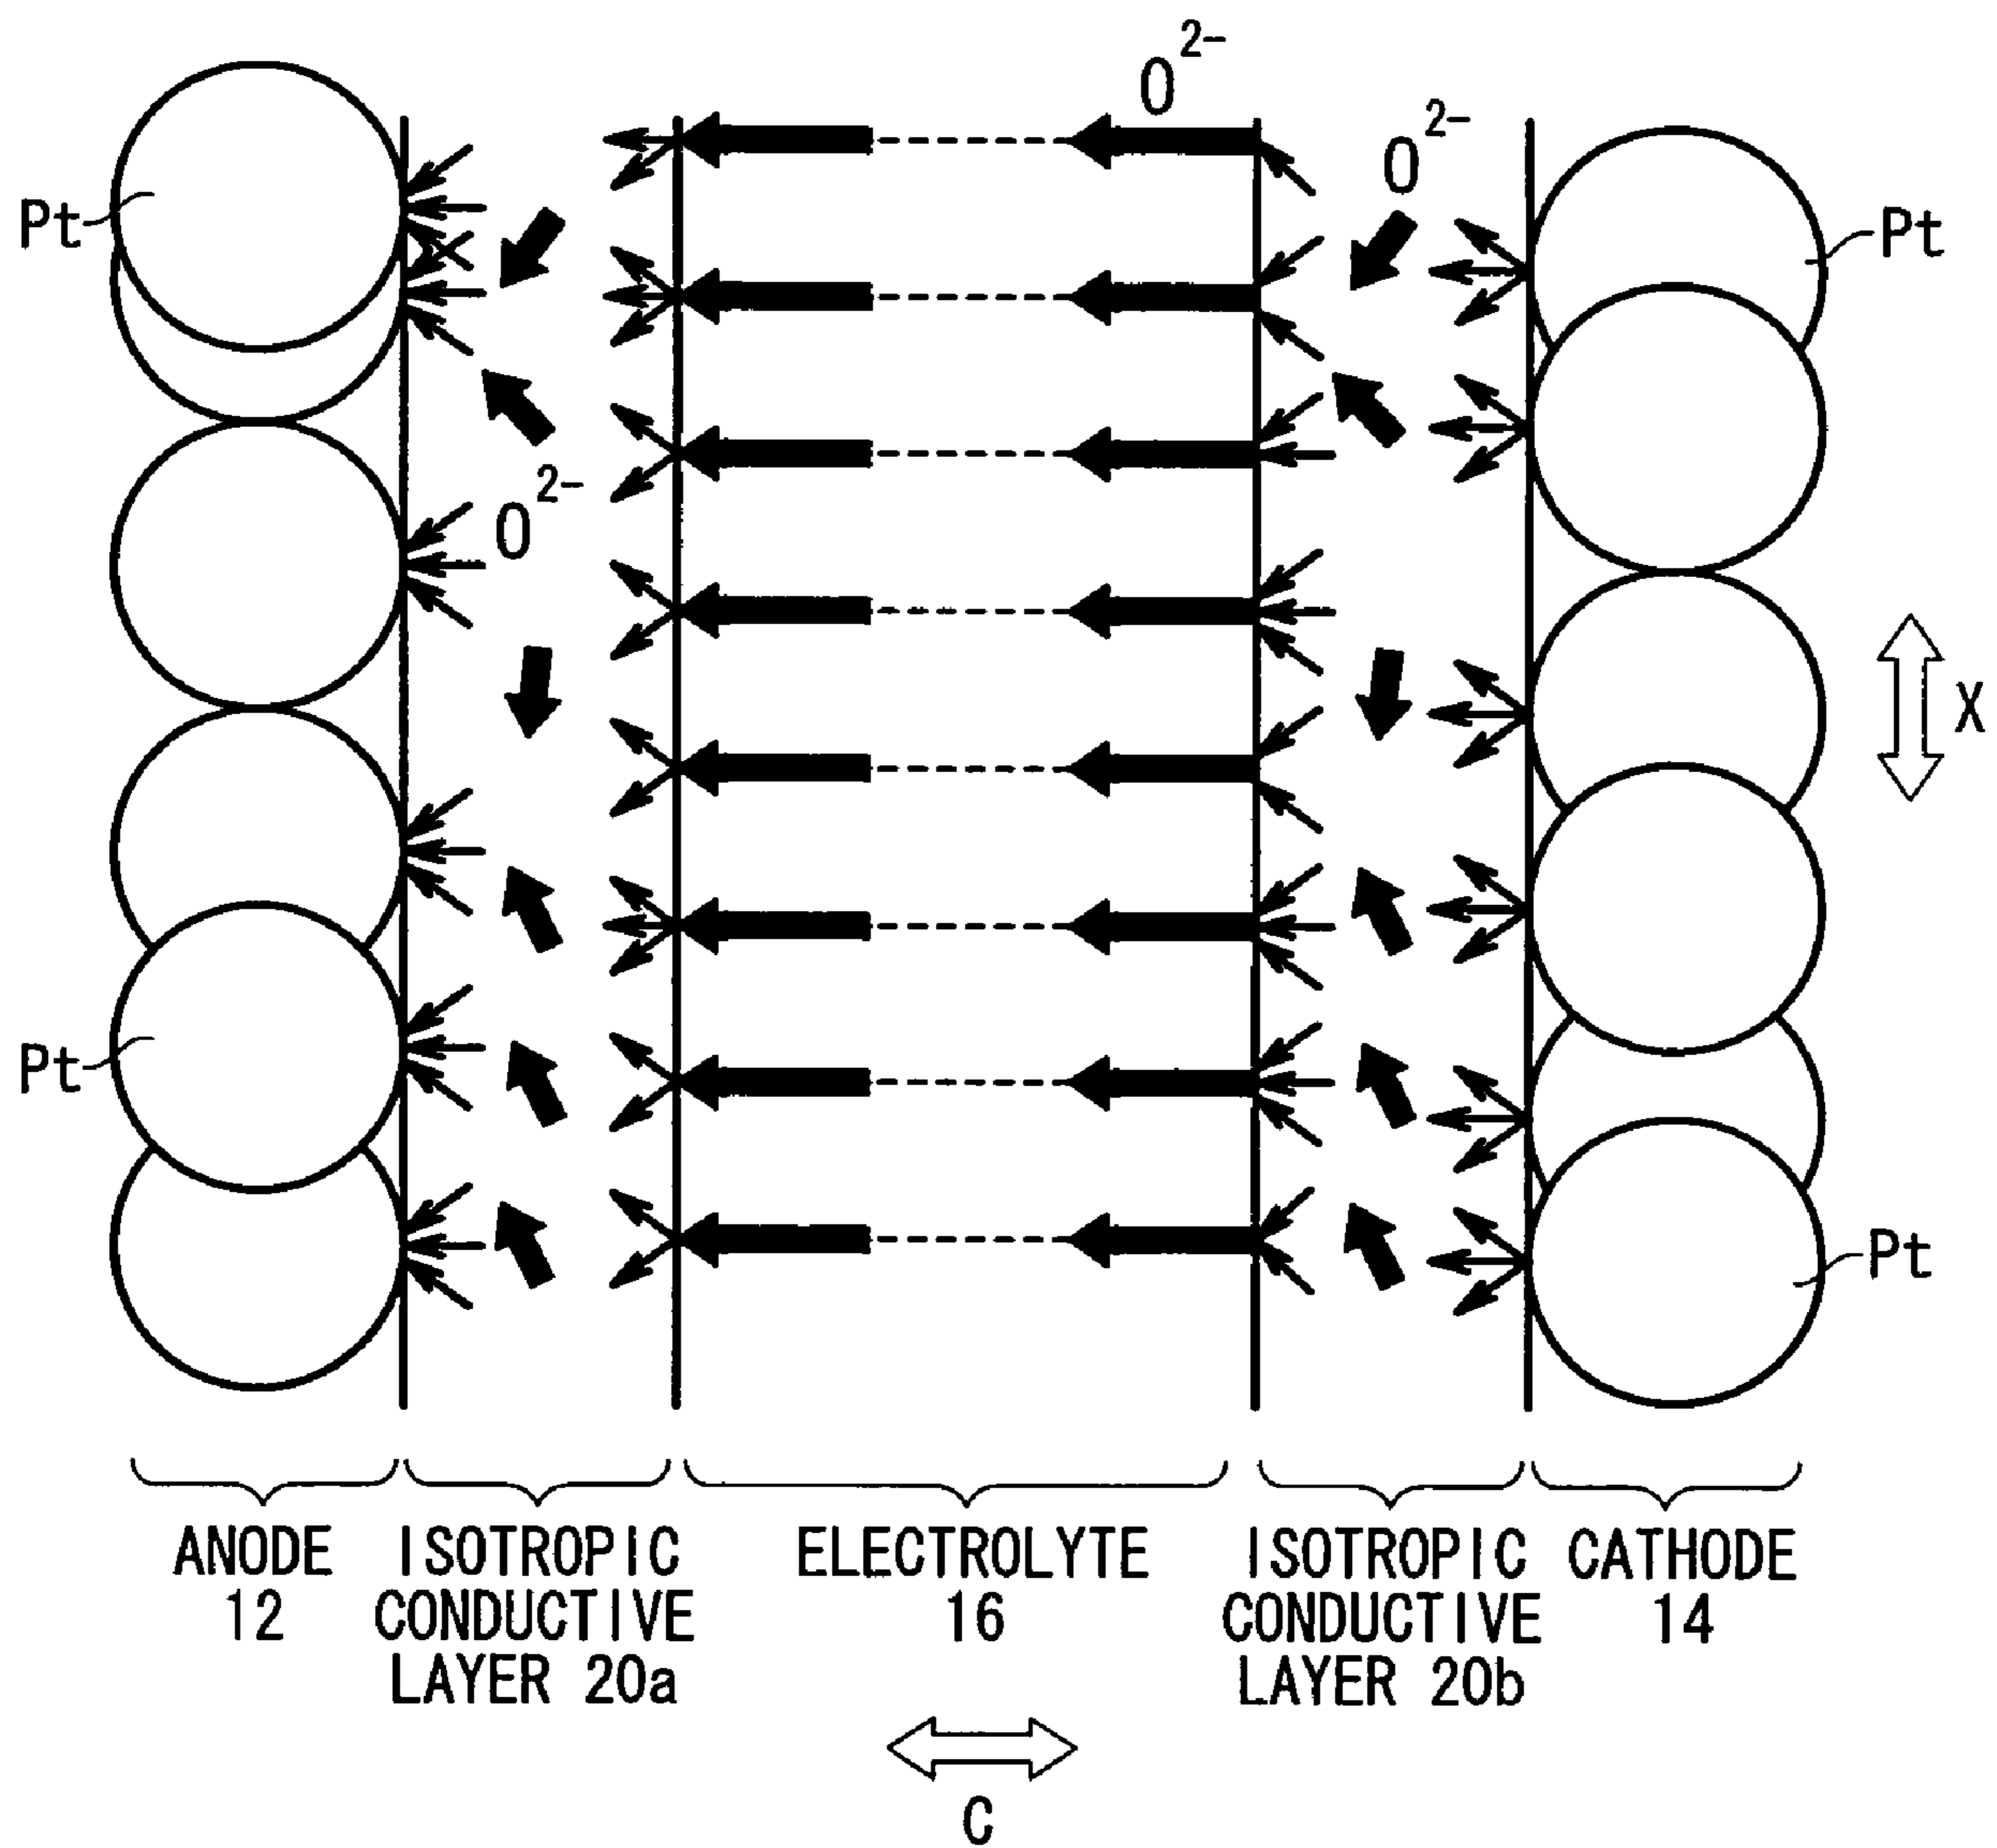 O²⁻
O²⁻
Pt
Pt
O²⁻
X
Pt
Pt
ANODE
12
ISOTROPIC
CONDUCTIVE
LAYER 20a
ELECTROLYTE
16
ISOTROPIC
CONDUCTIVE
LAYER 20b
CATHODE
14
C